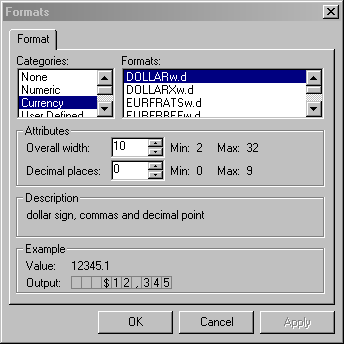 Formats
Format
Categories:
None
Numeric
Currency
User Defined
Formats:
DOLLARw.d
DOLLARXw.d
EURFRATSw.d
EURFRBEFw.d
Attributes
Overall width: 10 Min: 2 Max: 32
Decimal places: 0 Min: 0 Max: 9
Description
dollar sign, commas and decimal point
Example
Value: 12345.1
Output: $12,345
OK Cancel Apply